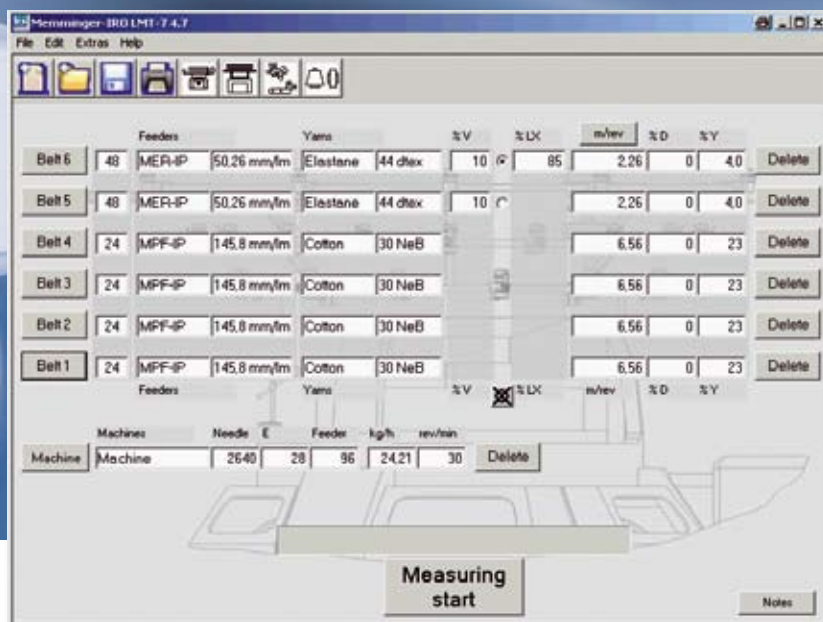 Memminger-IRO LMT-7 4.7
File Edit Extras Help
0
Feeders Yarns %V %LX m/rev %D %Y
Belt 6 48 MER-IP 50,26 mm/Im Elastane 44 dtex 10 85 2,26 0 4,0 Delete
Belt 5 48 MER-IP 50,26 mm/Im Elastane 44 dtex 10 2,26 0 4,0 Delete
Belt 4 24 MPF-IP 145,8 mm/Im Cotton 30 NeB 6,56 0 23 Delete
Belt 3 24 MPF-IP 145,8 mm/Im Cotton 30 NeB 6,56 0 23 Delete
Belt 2 24 MPF-IP 145,8 mm/Im Cotton 30 NeB 6,56 0 23 Delete
Belt 1 24 MPF-IP 145,8 mm/Im Cotton 30 NeB 6,56 0 23 Delete
Feeders Yarns %V %LX m/rev %D %Y
Machines Needle E Feeder kg/h rev/min
Machine Machine 2640 28 96 24,21 30 Delete
Measuring
start
Notes